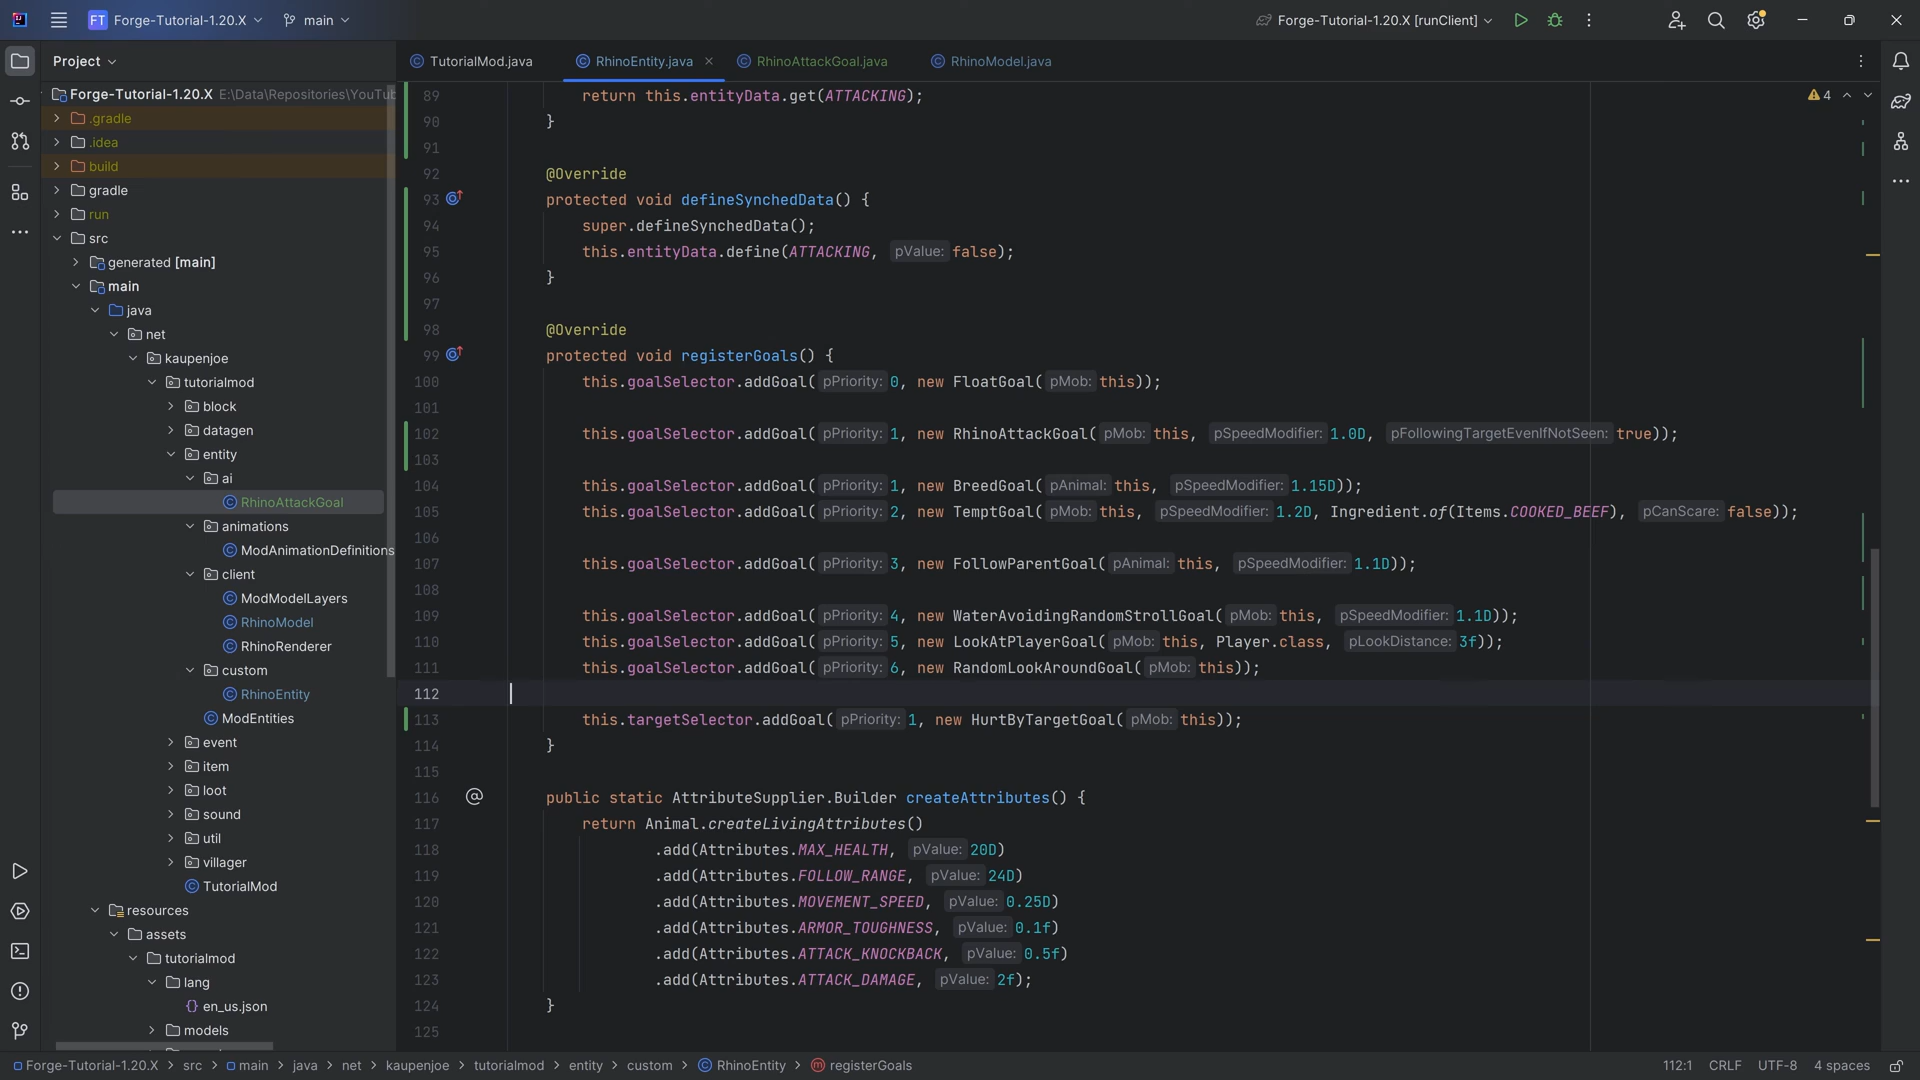 FT Forge-Tutorial-1.20.X main Forge-Tutorial-1.20.X [runClient]
Project
TutorialMod.java RhinoEntity.java RhinoAttackGoal.java RhinoModel.java
Forge-Tutorial-1.20.X E:\Data\Repositories\YouTub
.gradle
.idea
build
gradle
run
src
generated [main]
main
java
net
kaupenjoe
tutorialmod
block
datagen
entity
ai
RhinoAttackGoal
animations
ModAnimationDefinitions
client
ModModelLayers
RhinoModel
RhinoRenderer
custom
RhinoEntity
ModEntities
event
item
loot
sound
util
villager
TutorialMod
resources
assets
tutorialmod
lang
en_us.json
models
4
89 return this.entityData.get(ATTACKING);
90 }
91
92 @Override
93 protected void defineSynchedData() {
94 super.defineSynchedData();
95 this.entityData.define(ATTACKING, pValue: false);
96 }
97
98 @Override
99 protected void registerGoals() {
100 this.goalSelector.addGoal( pPriority: 0, new FloatGoal( pMob: this));
101
102 this.goalSelector.addGoal( pPriority: 1, new RhinoAttackGoal( pMob: this, pSpeedModifier: 1.0D, pFollowingTargetEvenIfNotSeen: true));
103
104 this.goalSelector.addGoal( pPriority: 1, new BreedGoal( pAnimal: this, pSpeedModifier: 1.15D));
105 this.goalSelector.addGoal( pPriority: 2, new TemptGoal( pMob: this, pSpeedModifier: 1.2D, Ingredient.of(Items.COOKED_BEEF), pCanScare: false));
106
107 this.goalSelector.addGoal( pPriority: 3, new FollowParentGoal( pAnimal: this, pSpeedModifier: 1.1D));
108
109 this.goalSelector.addGoal( pPriority: 4, new WaterAvoidingRandomStrollGoal( pMob: this, pSpeedModifier: 1.1D));
110 this.goalSelector.addGoal( pPriority: 5, new LookAtPlayerGoal( pMob: this, Player.class, pLookDistance: 3f));
111 this.goalSelector.addGoal( pPriority: 6, new RandomLookAroundGoal( pMob: this));
112
113 this.targetSelector.addGoal( pPriority: 1, new HurtByTargetGoal( pMob: this));
114 }
115
116 public static AttributeSupplier.Builder createAttributes() {
117 return Animal.createLivingAttributes()
118 .add(Attributes.MAX_HEALTH, pValue: 20D)
119 .add(Attributes.FOLLOW_RANGE, pValue: 24D)
120 .add(Attributes.MOVEMENT_SPEED, pValue: 0.25D)
121 .add(Attributes.ARMOR_TOUGHNESS, pValue: 0.1f)
122 .add(Attributes.ATTACK_KNOCKBACK, pValue: 0.5f)
123 .add(Attributes.ATTACK_DAMAGE, pValue: 2f);
124 }
125
Forge-Tutorial-1.20.X > src > main > java > net > kaupenjoe > tutorialmod > entity > custom > RhinoEntity > registerGoals 112:1 CRLF UTF-8 4 spaces